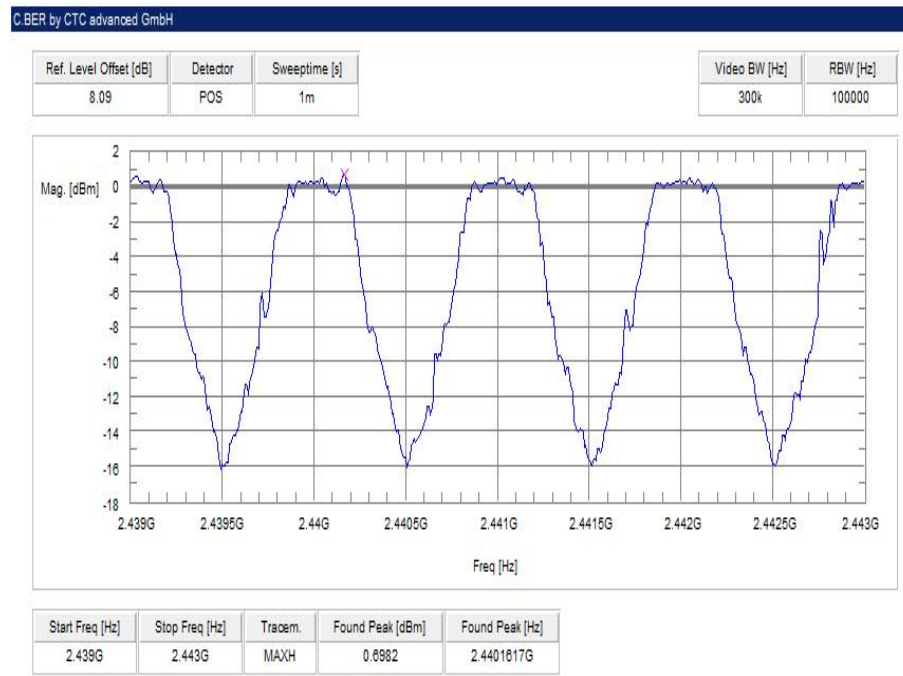 C.BER by CTC advanced GmbH
Ref. Level Offset [dB] Detector Sweeptime [s] Video BW [Hz] RBW [Hz]
8.09 POS 1m 300k 100000
Mag. [dBm]
2
0
-2
-4
-6
-8
-10
-12
-14
-16
-18
2.439G 2.4395G 2.44G 2.4405G 2.441G 2.4415G 2.442G 2.4425G 2.443G
Freq [Hz]
Start Freq [Hz] Stop Freq [Hz] Tracem. Found Peak [dBm] Found Peak [Hz]
2.439G 2.443G MAXH 0.6982 2.4401617G